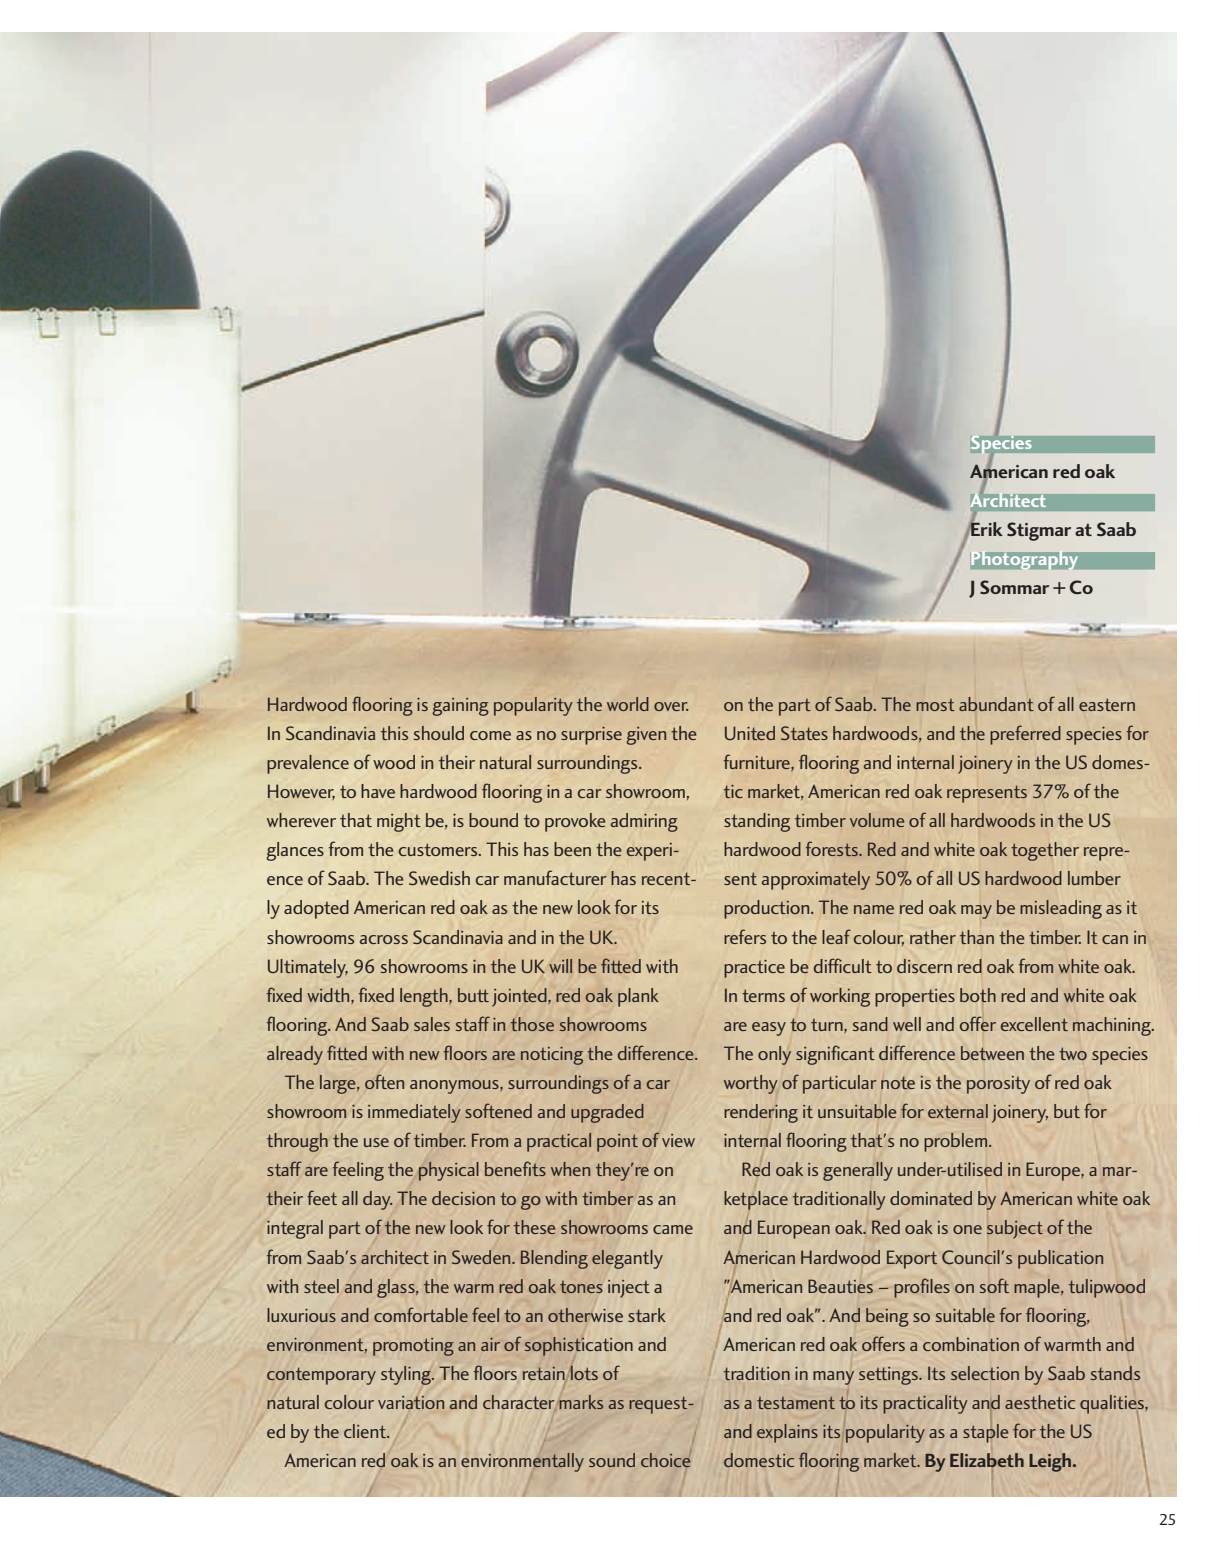 Species
American red oak
Architect
Erik Stigmar at Saab
Photography
J Sommar + Co
Hardwood flooring is gaining popularity the world over.
In Scandinavia this should come as no surprise given the
prevalence of wood in their natural surroundings.
However, to have hardwood flooring in a car showroom,
wherever that might be, is bound to provoke admiring
glances from the customers. This has been the experi-
ence of Saab. The Swedish car manufacturer has recent-
ly adopted American red oak as the new look for its
showrooms across Scandinavia and in the UK.
Ultimately, 96 showrooms in the UK will be fitted with
fixed width, fixed length, butt jointed, red oak plank
flooring. And Saab sales staff in those showrooms
already fitted with new floors are noticing the difference.
The large, often anonymous, surroundings of a car
showroom is immediately softened and upgraded
through the use of timber. From a practical point of view
staff are feeling the physical benefits when they're on
their feet all day. The decision to go with timber as an
integral part of the new look for these showrooms came
from Saab's architect in Sweden. Blending elegantly
with steel and glass, the warm red oak tones inject a
luxurious and comfortable feel to an otherwise stark
environment, promoting an air of sophistication and
contemporary styling. The floors retain lots of
natural colour variation and character marks as request-
ed by the client.
American red oak is an environmentally sound choice
on the part of Saab. The most abundant of all eastern
United States hardwoods, and the preferred species for
furniture, flooring and internal joinery in the US domes-
tic market, American red oak represents 37% of the
standing timber volume of all hardwoods in the US
hardwood forests. Red and white oak together repre-
sent approximately 50% of all US hardwood lumber
production. The name red oak may be misleading as it
refers to the leaf colour, rather than the timber. It can in
practice be difficult to discern red oak from white oak.
In terms of working properties both red and white oak
are easy to turn, sand well and offer excellent machining.
The only significant difference between the two species
worthy of particular note is the porosity of red oak
rendering it unsuitable for external joinery, but for
internal flooring that's no problem.
Red oak is generally under-utilised in Europe, a mar-
ketplace traditionally dominated by American white oak
and European oak. Red oak is one subject of the
American Hardwood Export Council's publication
"American Beauties – profiles on soft maple, tulipwood
and red oak". And being so suitable for flooring,
American red oak offers a combination of warmth and
tradition in many settings. Its selection by Saab stands
as a testament to its practicality and aesthetic qualities,
and explains its popularity as a staple for the US
domestic flooring market. By Elizabeth Leigh.
25